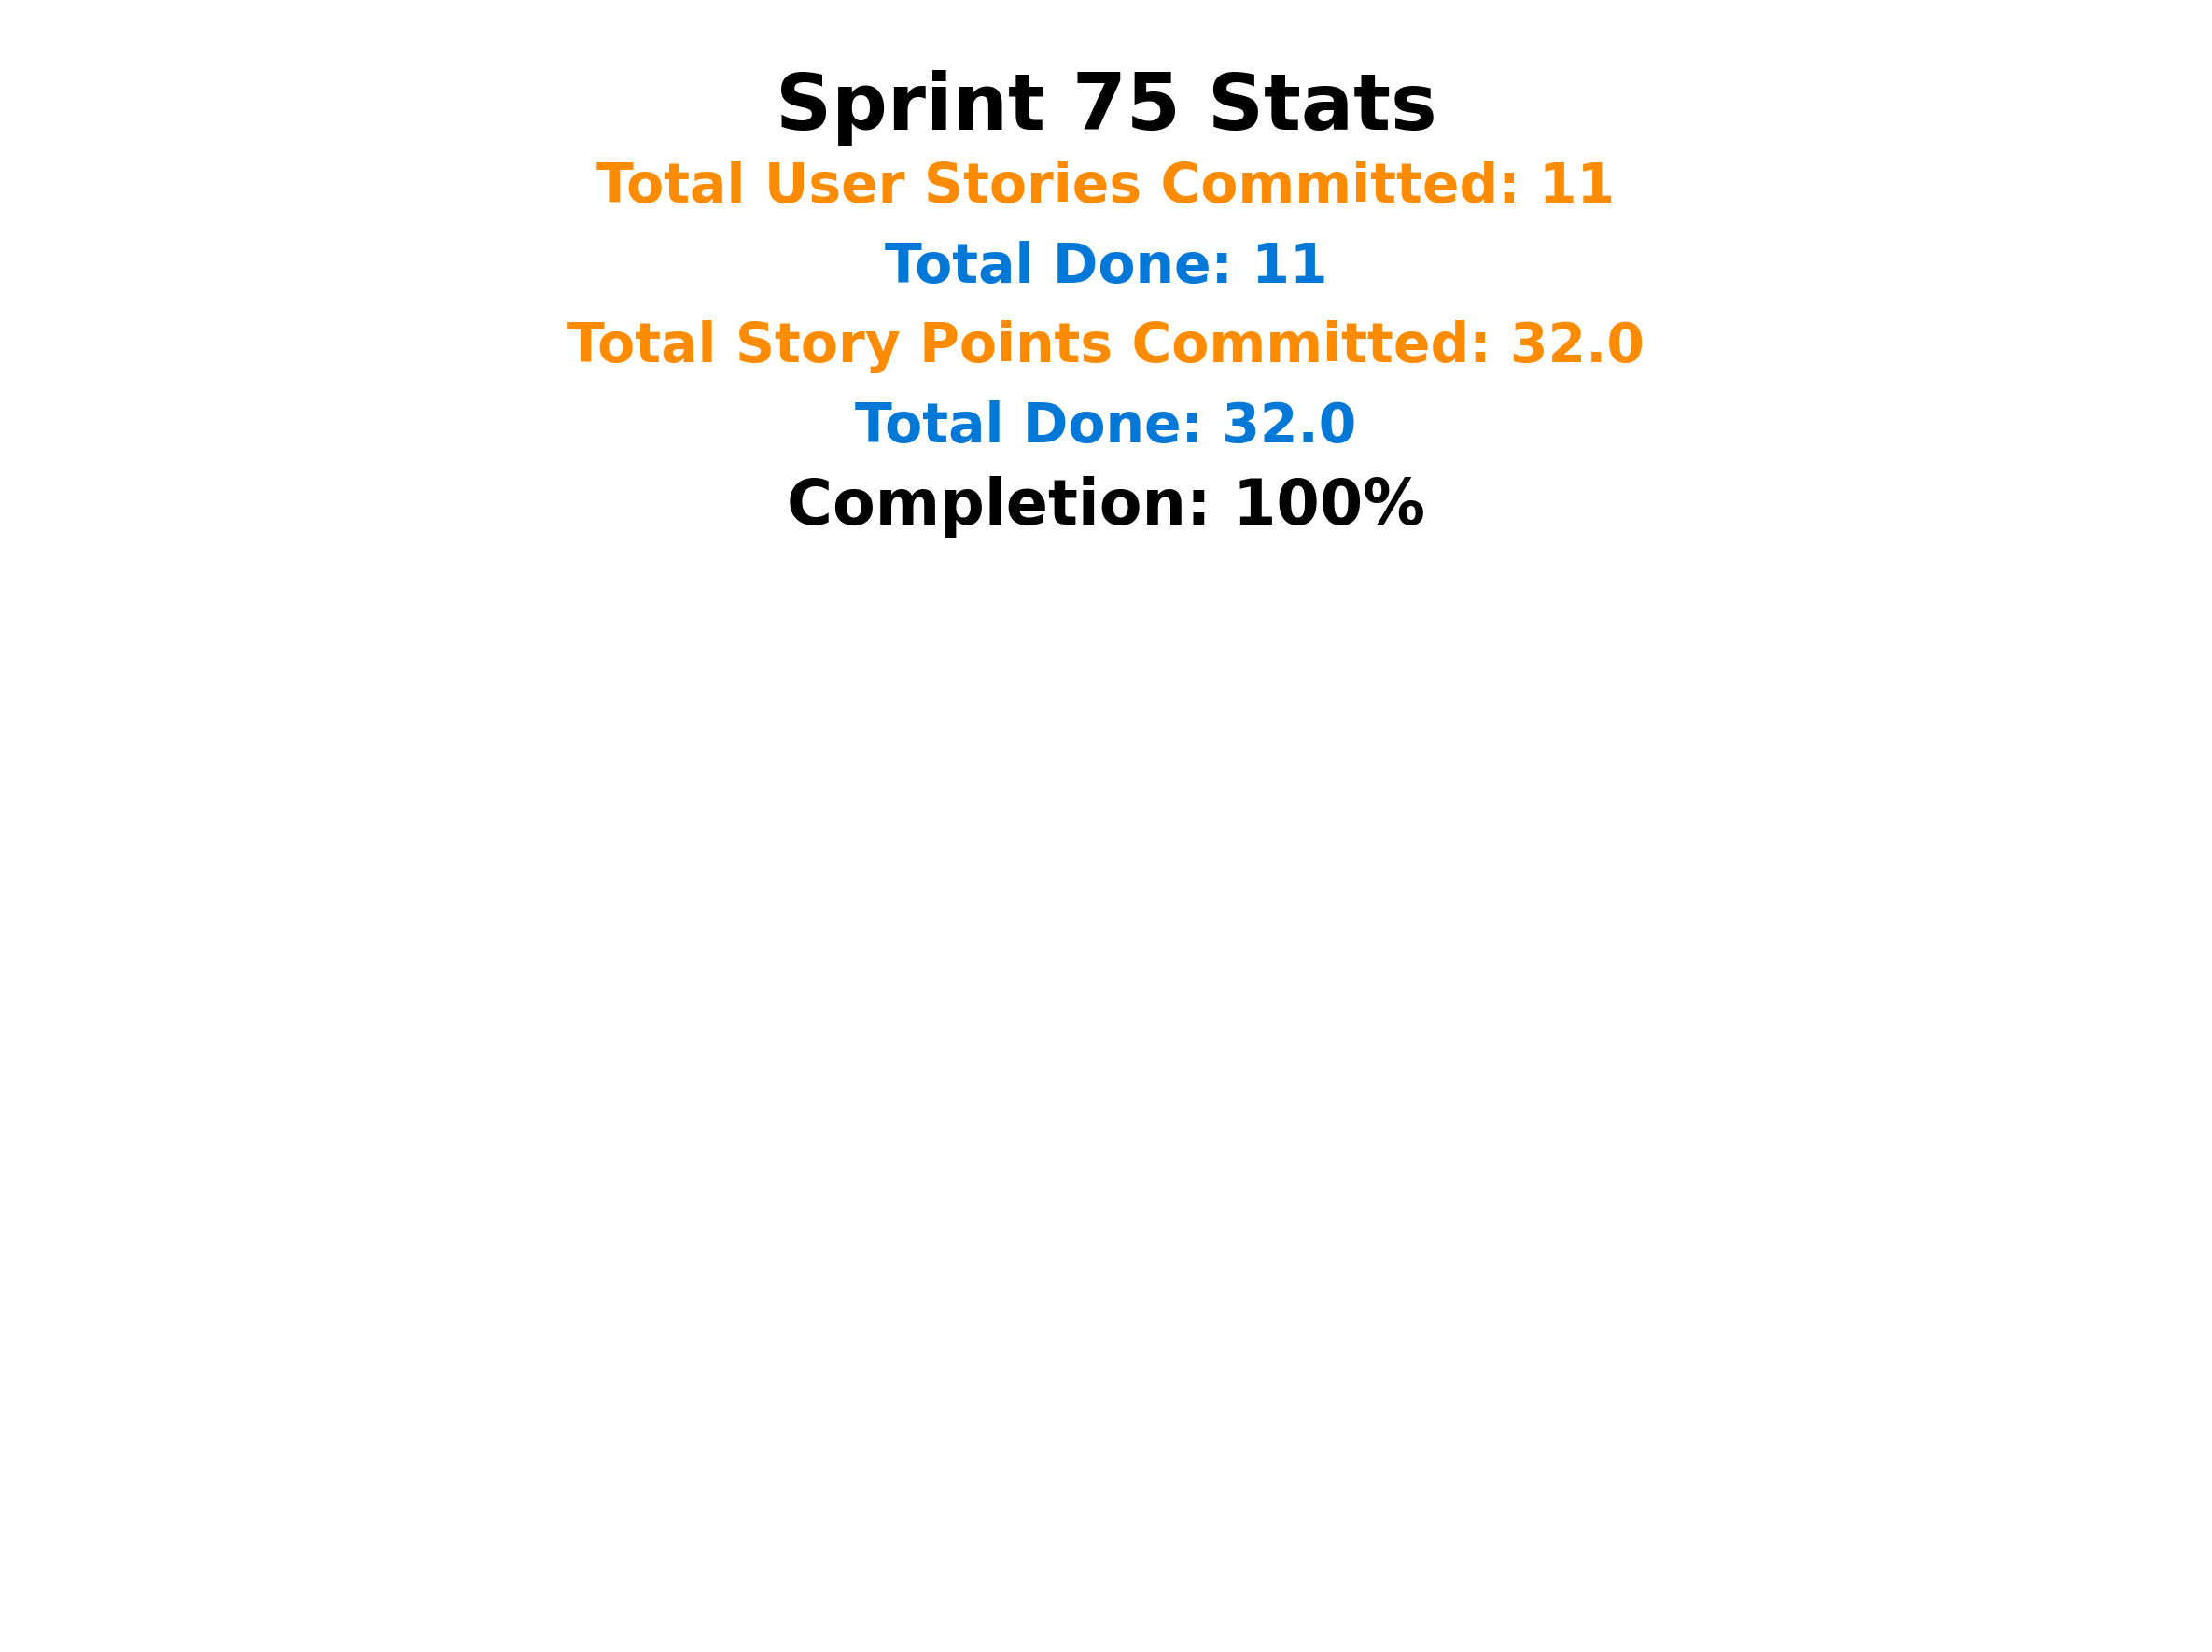 Sprint 75 Stats
Total User Stories Committed: 11
Total Done: 11
Total Story Points Committed: 32.0
Total Done: 32.0
Completion: 100%